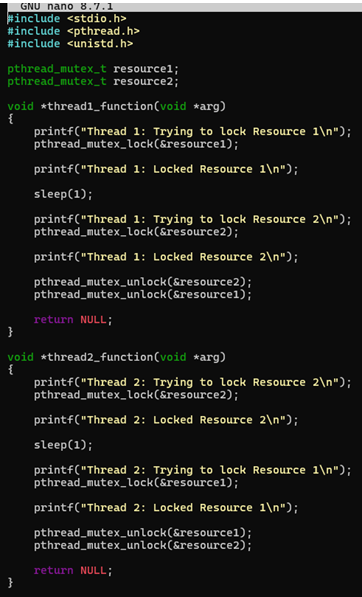 GNU nano 8.7.1
#include <stdio.h>
#include <pthread.h>
#include <unistd.h>

pthread_mutex_t resource1;
pthread_mutex_t resource2;

void *thread1_function(void *arg)
{
    printf("Thread 1: Trying to lock Resource 1\n");
    pthread_mutex_lock(&resource1);

    printf("Thread 1: Locked Resource 1\n");

    sleep(1);

    printf("Thread 1: Trying to lock Resource 2\n");
    pthread_mutex_lock(&resource2);

    printf("Thread 1: Locked Resource 2\n");

    pthread_mutex_unlock(&resource2);
    pthread_mutex_unlock(&resource1);

    return NULL;
}

void *thread2_function(void *arg)
{
    printf("Thread 2: Trying to lock Resource 2\n");
    pthread_mutex_lock(&resource2);

    printf("Thread 2: Locked Resource 2\n");

    sleep(1);

    printf("Thread 2: Trying to lock Resource 1\n");
    pthread_mutex_lock(&resource1);

    printf("Thread 2: Locked Resource 1\n");

    pthread_mutex_unlock(&resource1);
    pthread_mutex_unlock(&resource2);

    return NULL;
}